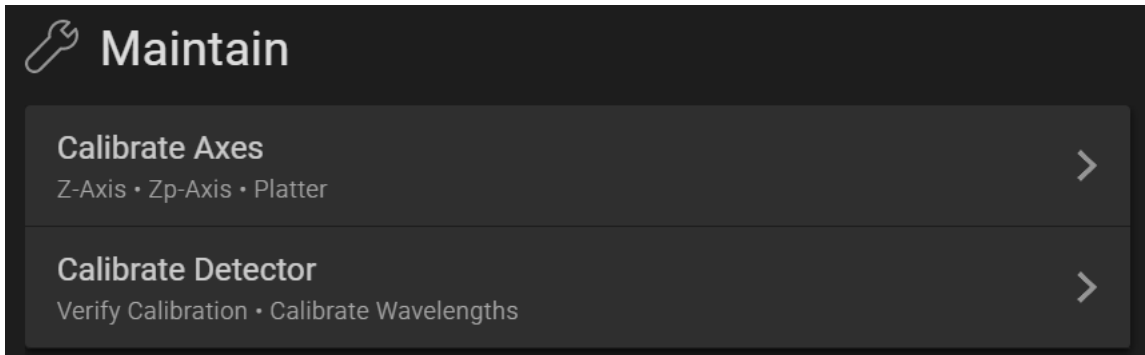 Maintain
Calibrate Axes
Z-Axis • Zp-Axis • Platter
Calibrate Detector
Verify Calibration • Calibrate Wavelengths